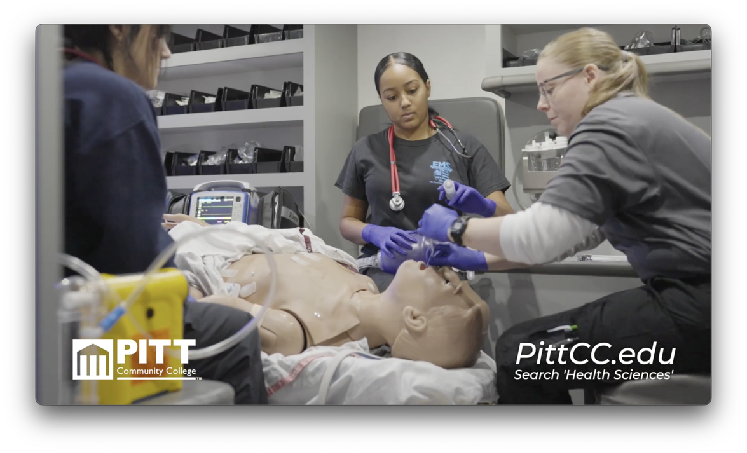 PITT
Community College
PittCC.edu
Search 'Health Sciences'